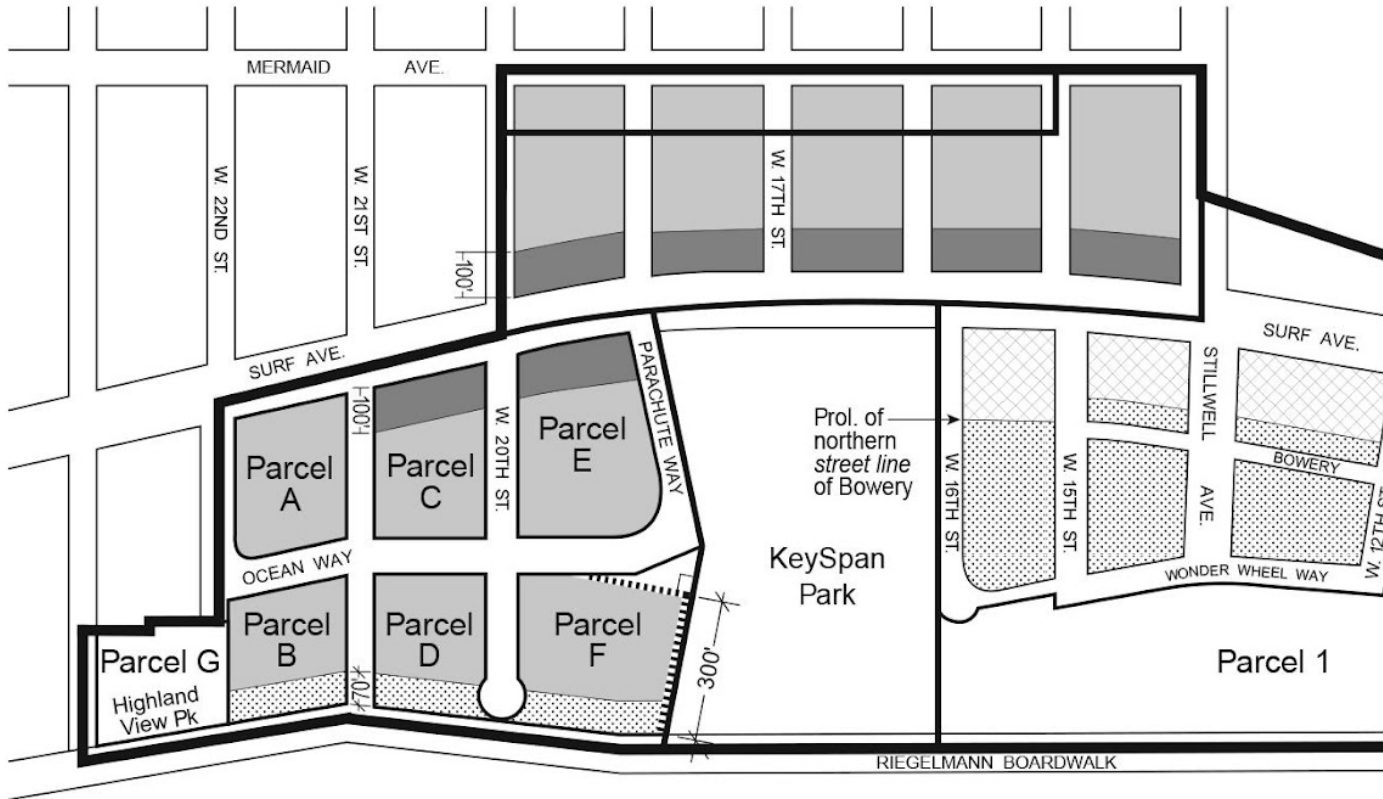 MERMAID AVE.
W. 22ND ST.
W. 21ST ST.
W. 17TH ST.
100'
SURF AVE.
SURF AVE.
100'
PARACHUTE WAY
STILLWELL
AVE.
W. 20TH ST.
Parcel
A
Parcel
C
Parcel
E
Prol. of
northern
street line
of Bowery
W. 16TH ST.
W. 15TH ST.
BOWERY
W. 12TH ST.
OCEAN WAY
KeySpan
Park
WONDER WHEEL WAY
Parcel
B
Parcel
D
Parcel
F
Parcel G
Highland
View Pk
70'
300'
Parcel 1
RIEGELMANN BOARDWALK